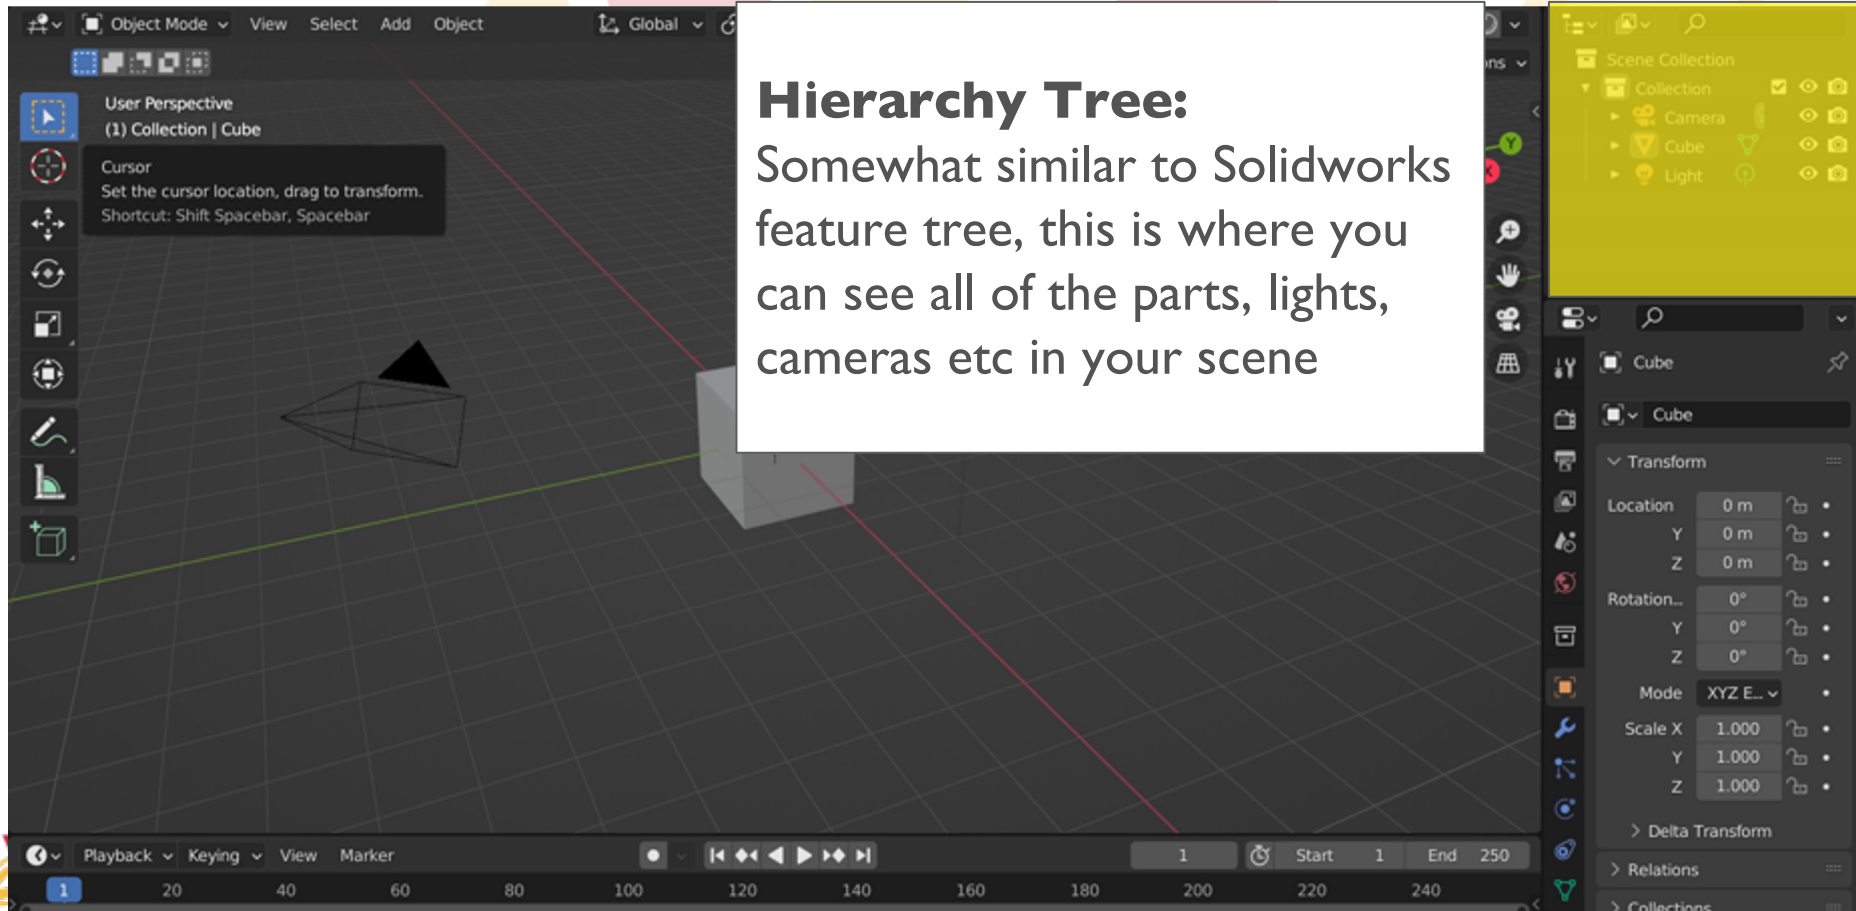 Object Mode View Select Add Object Global
User Perspective
(1) Collection | Cube
Cursor
Set the cursor location, drag to transform.
Shortcut: Shift Spacebar, Spacebar
Hierarchy Tree:
Somewhat similar to Solidworks
feature tree, this is where you
can see all of the parts, lights,
cameras etc in your scene
ns
Y
X
Scene Collection
Collection
Camera
Cube
Light
Cube
Cube
Transform
Location 0 m
Y 0 m
Z 0 m
Rotation... 0°
Y 0°
Z 0°
Mode XYZ E...
Scale X 1.000
Y 1.000
Z 1.000
Delta Transform
Relations
Collections
Playback Keying View Marker 1 Start 1 End 250
1 20 40 60 80 100 120 140 160 180 200 220 240